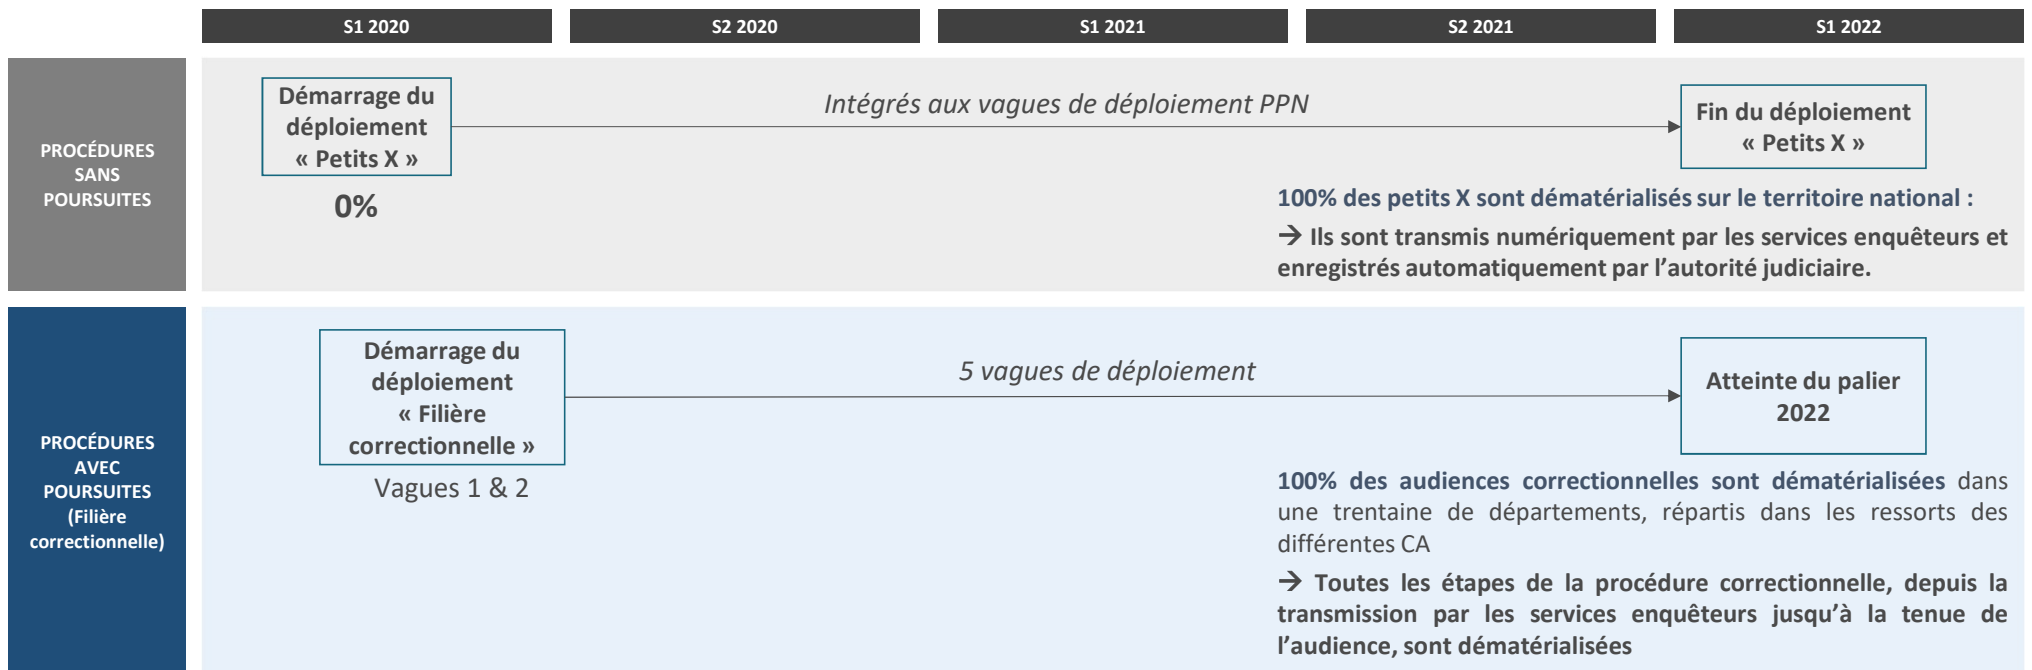 S1 2020
S2 2020
S1 2021
S2 2021
S1 2022
PROCÉDURES
SANS
POURSUITES
Démarrage du
déploiement
« Petits X »
0%
Intégrés aux vagues de déploiement PPN
Fin du déploiement
« Petits X »
100% des petits X sont dématérialisés sur le territoire national :
→ Ils sont transmis numériquement par les services enquêteurs et
enregistrés automatiquement par l’autorité judiciaire.
PROCÉDURES
AVEC
POURSUITES
(Filière
correctionnelle)
Démarrage du
déploiement
« Filière
correctionnelle »
Vagues 1 & 2
5 vagues de déploiement
Atteinte du palier
2022
100% des audiences correctionnelles sont dématérialisées dans
une trentaine de départements, répartis dans les ressorts des
différentes CA
→ Toutes les étapes de la procédure correctionnelle, depuis la
transmission par les services enquêteurs jusqu’à la tenue de
l’audience, sont dématérialisées